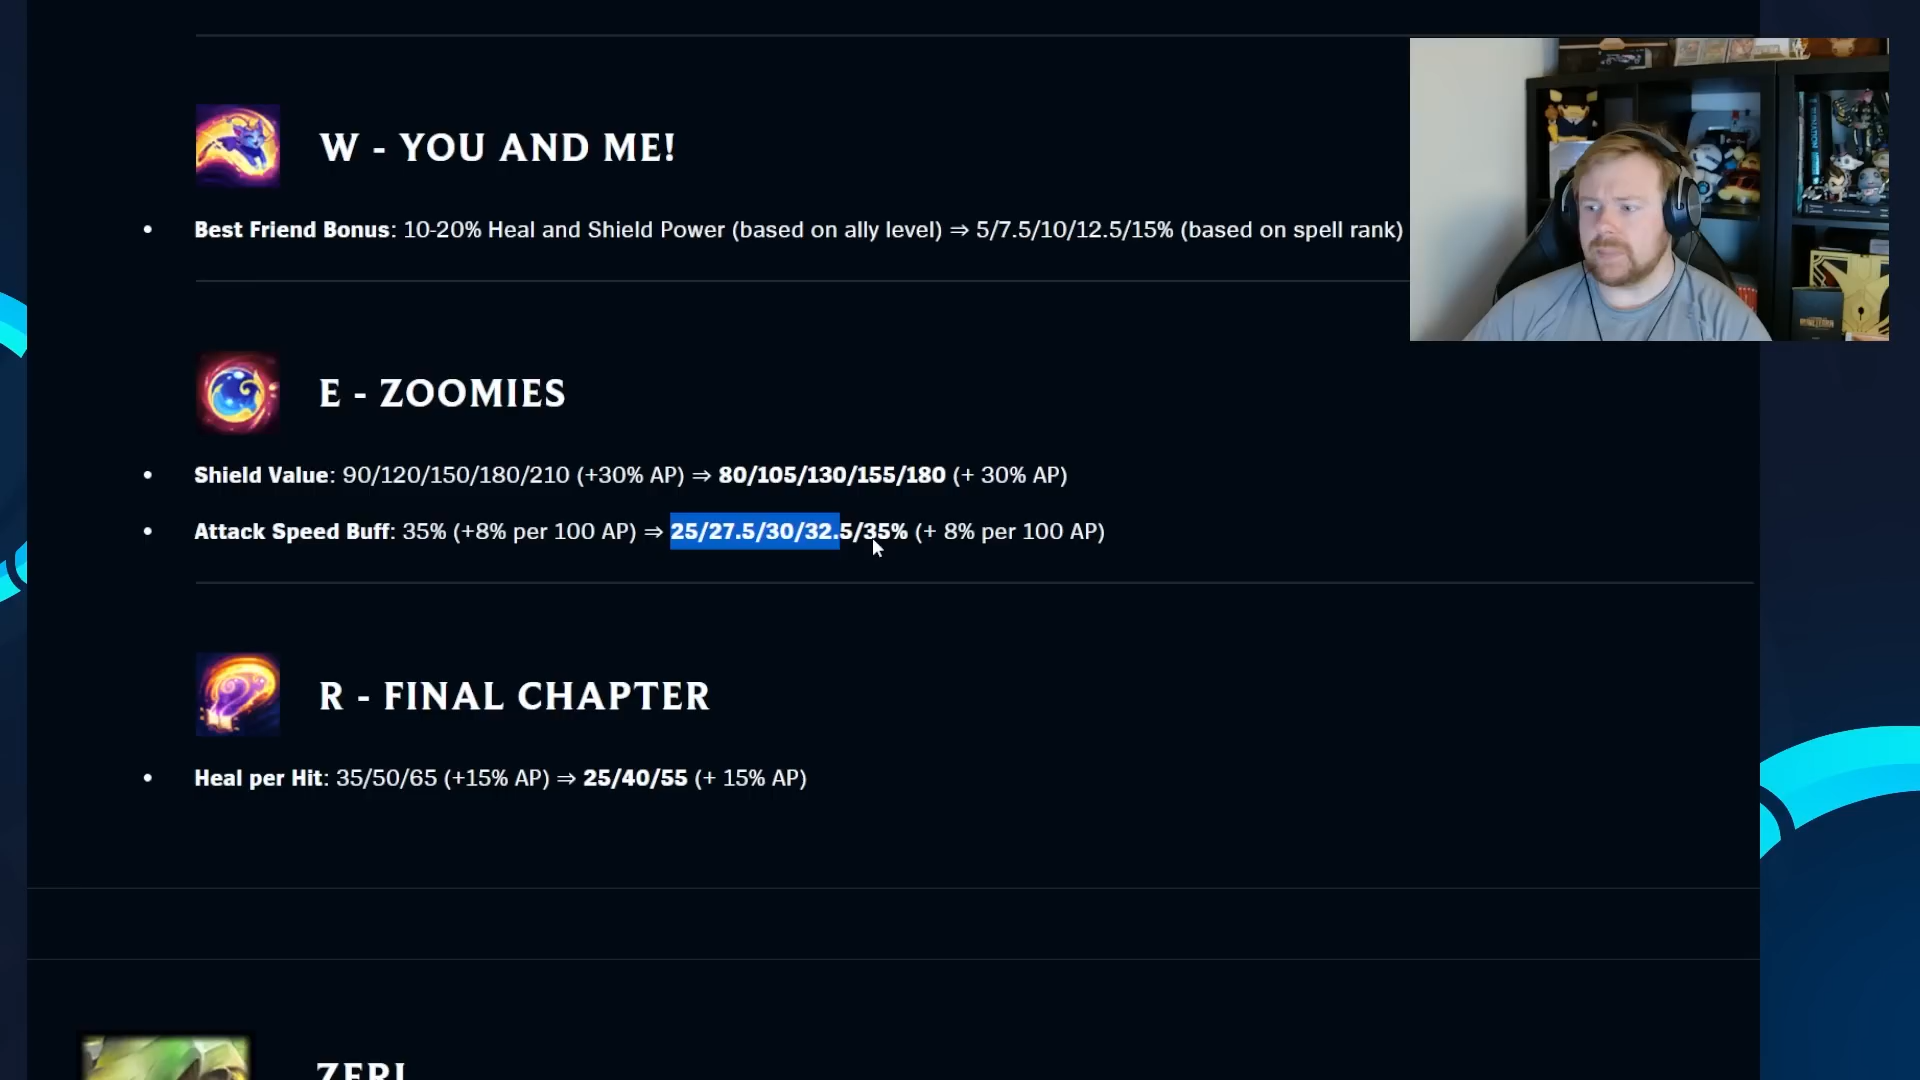 W - YOU AND ME!
Best Friend Bonus: 10-20% Heal and Shield Power (based on ally level) ⇒ 5/7.5/10/12.5/15% (based on spell rank)
E - ZOOMIES
Shield Value: 90/120/150/180/210 (+30% AP) ⇒ 80/105/130/155/180 (+ 30% AP)
Attack Speed Buff: 35% (+8% per 100 AP) ⇒ 25/27.5/30/32.5/35% (+ 8% per 100 AP)
R - FINAL CHAPTER
Heal per Hit: 35/50/65 (+15% AP) ⇒ 25/40/55 (+ 15% AP)
ZERI